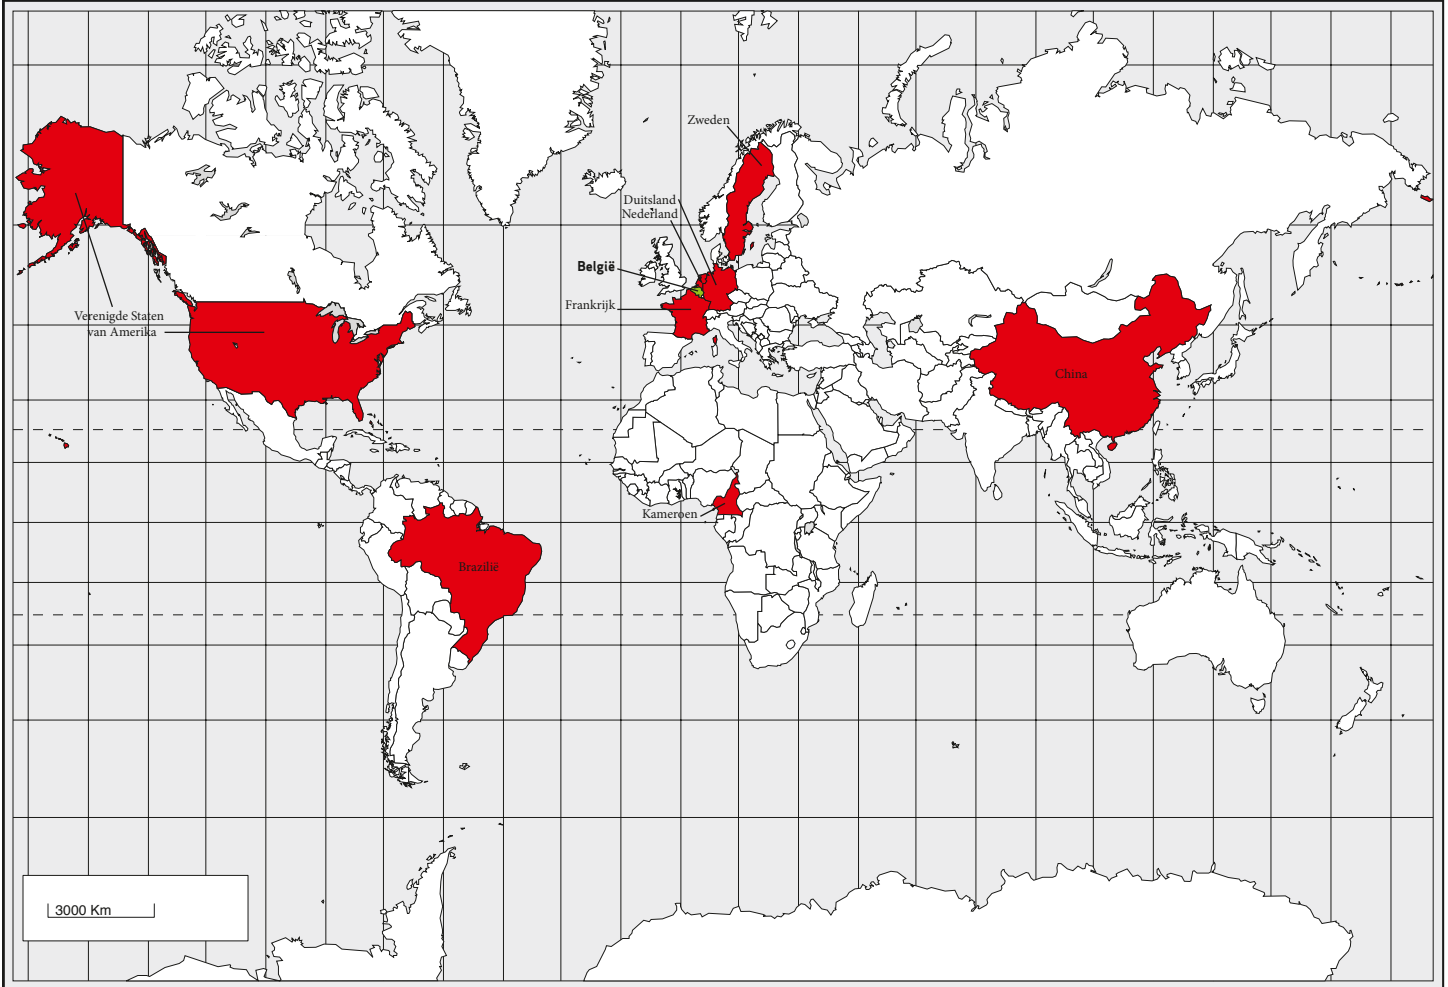 Zweden
Duitsland
Nederland
België
Frankrijk
Verenigde Staten
van Amerika
China
Kameroen
Brazilië
3000 Km